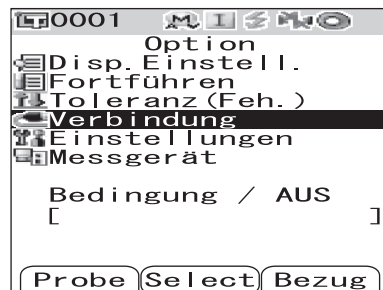 0001 M I
Option
Disp.Einstell.
Fortführen
Toleranz(Feh.)
Verbindung
Einstellungen
Messgerät
Bedingung / AUS
[ ]
Probe Select Bezug